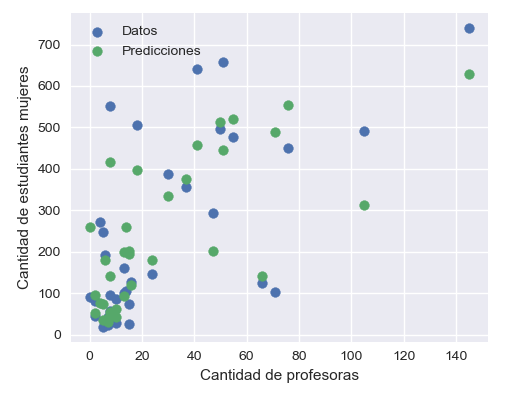 Datos
Predicciones
700
600
500
400
300
200
100
0
Cantidad de estudiantes mujeres
0 20 40 60 80 100 120 140
Cantidad de profesoras